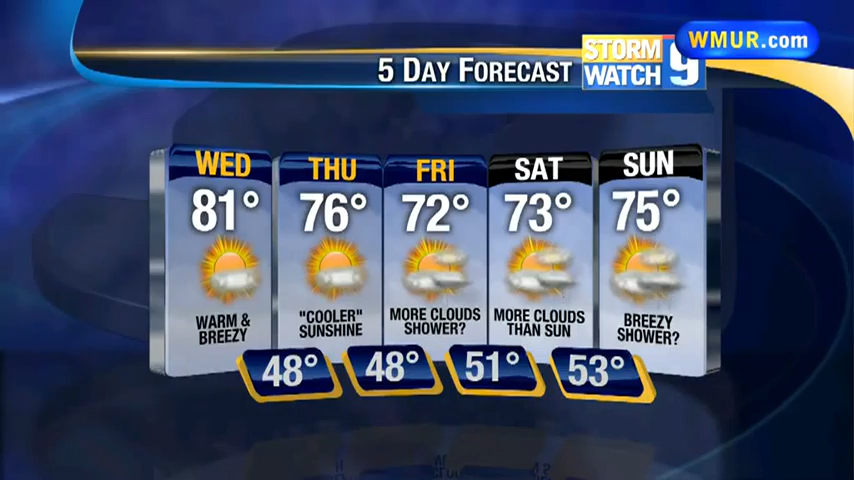 WMUR.com
5 DAY FORECAST
STORM
WATCH 9
WED
81°
WARM &
BREEZY
THU
76°
"COOLER"
SUNSHINE
FRI
72°
MORE CLOUDS
SHOWER?
SAT
73°
MORE CLOUDS
THAN SUN
SUN
75°
BREEZY
SHOWER?
48°
48°
51°
53°